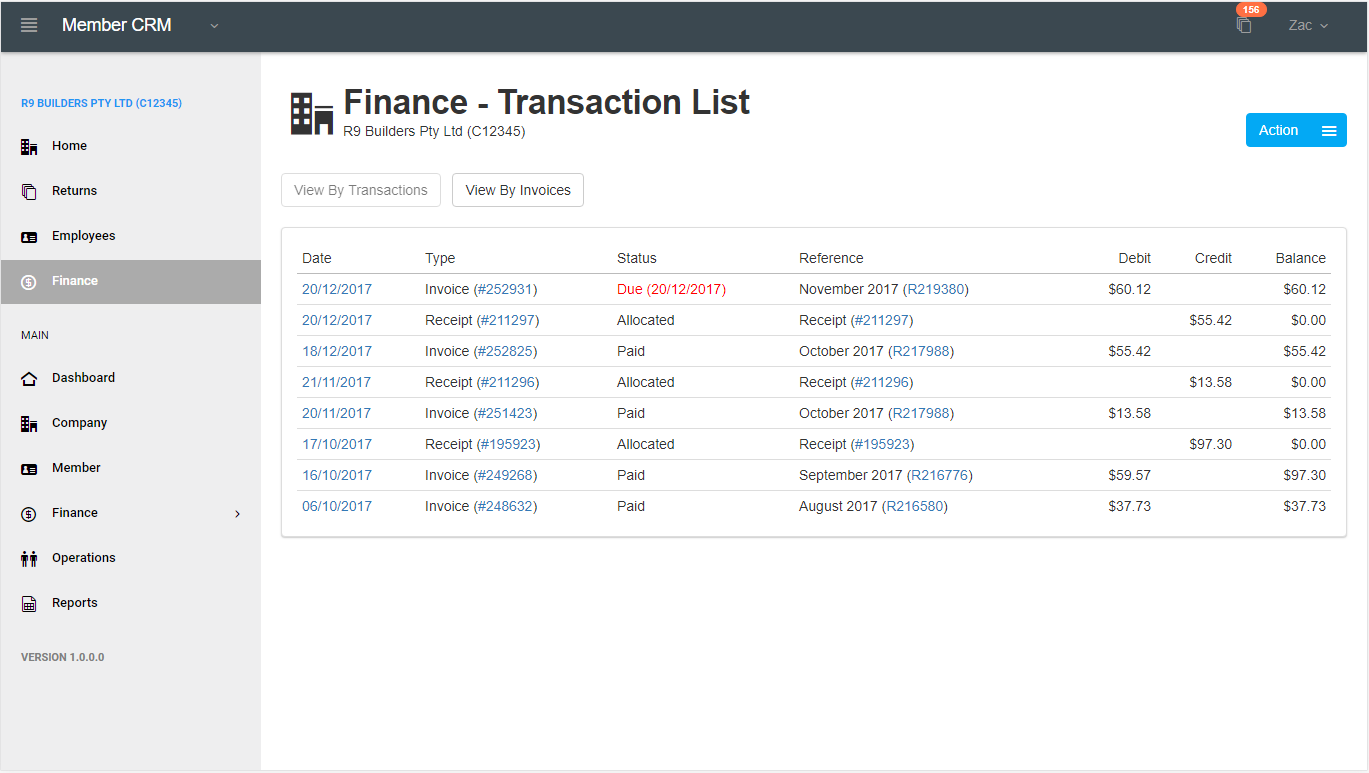 Member CRM
156
Zac
R9 BUILDERS PTY LTD (C12345)
Home
Returns
Employees
Finance
MAIN
Dashboard
Company
Member
Finance
Operations
Reports
VERSION 1.0.0.0
Finance - Transaction List
R9 Builders Pty Ltd (C12345)
Action
View By Transactions View By Invoices
Date Type Status Reference Debit Credit Balance
20/12/2017 Invoice (#252931) Due (20/12/2017) November 2017 (R219380) $60.12 $60.12
20/12/2017 Receipt (#211297) Allocated Receipt (#211297) $55.42 $0.00
18/12/2017 Invoice (#252825) Paid October 2017 (R217988) $55.42 $55.42
21/11/2017 Receipt (#211296) Allocated Receipt (#211296) $13.58 $0.00
20/11/2017 Invoice (#251423) Paid October 2017 (R217988) $13.58 $13.58
17/10/2017 Receipt (#195923) Allocated Receipt (#195923) $97.30 $0.00
16/10/2017 Invoice (#249268) Paid September 2017 (R216776) $59.57 $97.30
06/10/2017 Invoice (#248632) Paid August 2017 (R216580) $37.73 $37.73